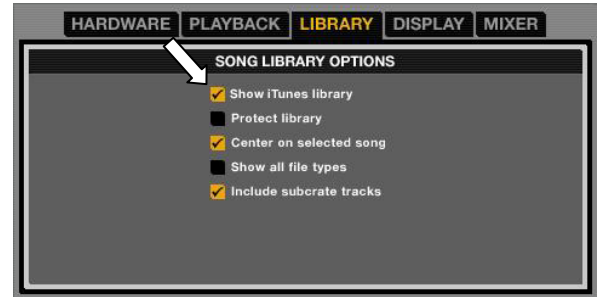 HARDWARE PLAYBACK LIBRARY DISPLAY MIXER
SONG LIBRARY OPTIONS
Show iTunes library
Protect library
Center on selected song
Show all file types
Include subcrate tracks